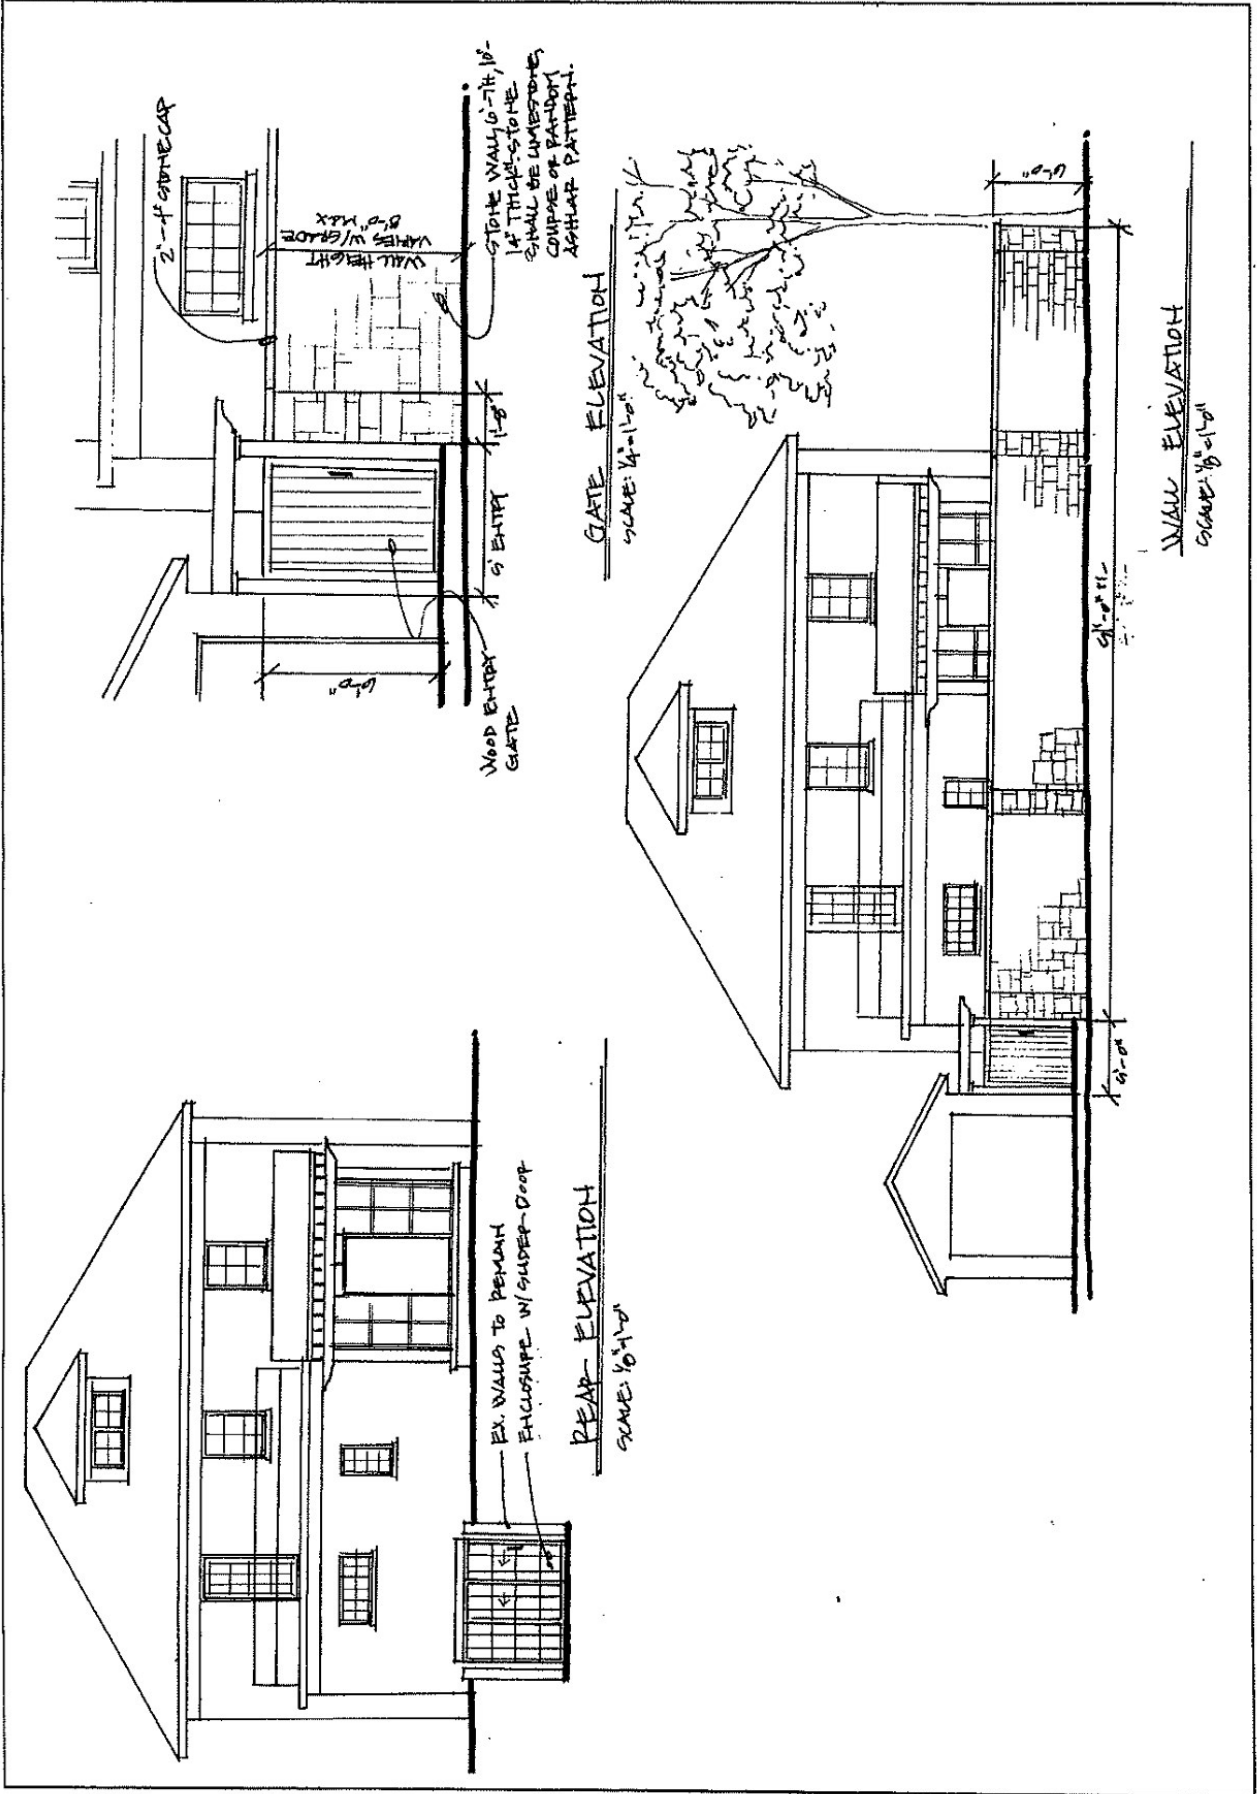 EX. WALLS TO REMAIN
ENCLOSURE W/ SLIDER DOOR
REAR ELEVATION
SCALE: 1/8"=1'-0"
2"-4" STONE CAP
WALL HEIGHT
VARIES W/ GRADE
8'-0" MAX
6'-0"
5' ENTRY
1'-8"
WOOD ENTRY
GATE
STONE WALL, 6'-7'H, 10"-
14" THICK. STONE
SHALL BE LIMESTONE,
COURSE OR RANDOM
ASHLAR PATTERN.
GATE ELEVATION
SCALE: 1/4"=1'-0"
6'-0"
5'-0"
WALL ELEVATION
SCALE: 1/8"=1'-0"